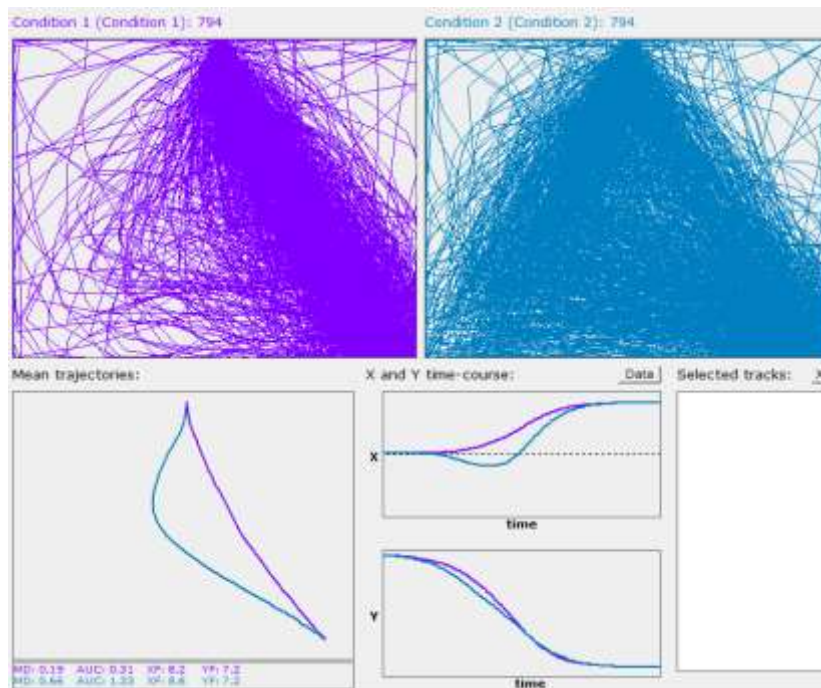 Condition 1 (Condition 1): 794
Condition 2 (Condition 2): 794
Mean trajectories:
X and Y time-course:
Data
Selected tracks:
X
X
time
Y
time
MD: 0.19 AUC: 0.31 XF: 8.2 YF: 7.2
MD: 0.66 AUC: 1.33 XF: 8.6 YF: 7.2